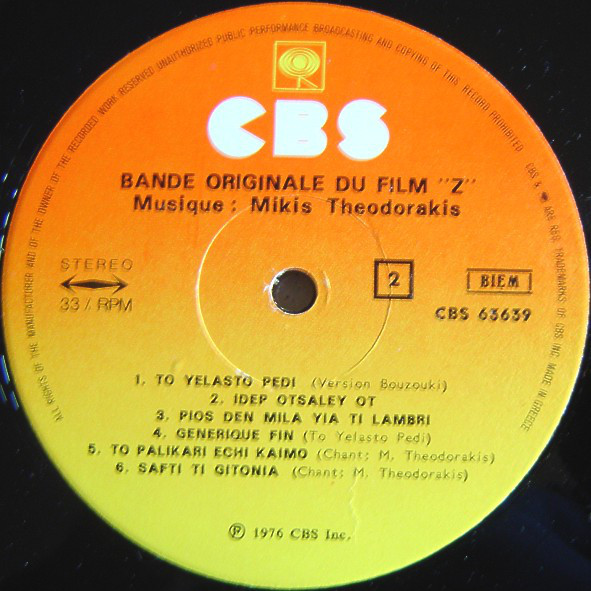 ALL RIGHTS OF THE MANUFACTURER AND OF THE OWNER OF THE RECORDED WORK RESERVED UNAUTHORIZED PUBLIC PERFORMANCE BROADCASTING AND COPYING OF THIS RECORD PROHIBITED CBS & ARE REG. TRADEMARKS OF CBS INC. MADE IN GREECE
CBS
BANDE ORIGINALE DU FILM "Z"
Musique: Mikis Theodorakis
STEREO
33⅓ RPM
2
BIEM
CBS 63639
1. TO YELASTO PEDI (Version Bouzouki)
2. IDEP OTSALEY OT
3. PIOS DEN MILA YIA TI LAMBRI
4. GENERIQUE FIN (To Yelasto Pedi)
5. TO PALIKARI ECHI KAIMO (Chant: M. Theodorakis)
6. SAFTI TI GITONIA (Chant: M. Theodorakis)
℗ 1976 CBS Inc.